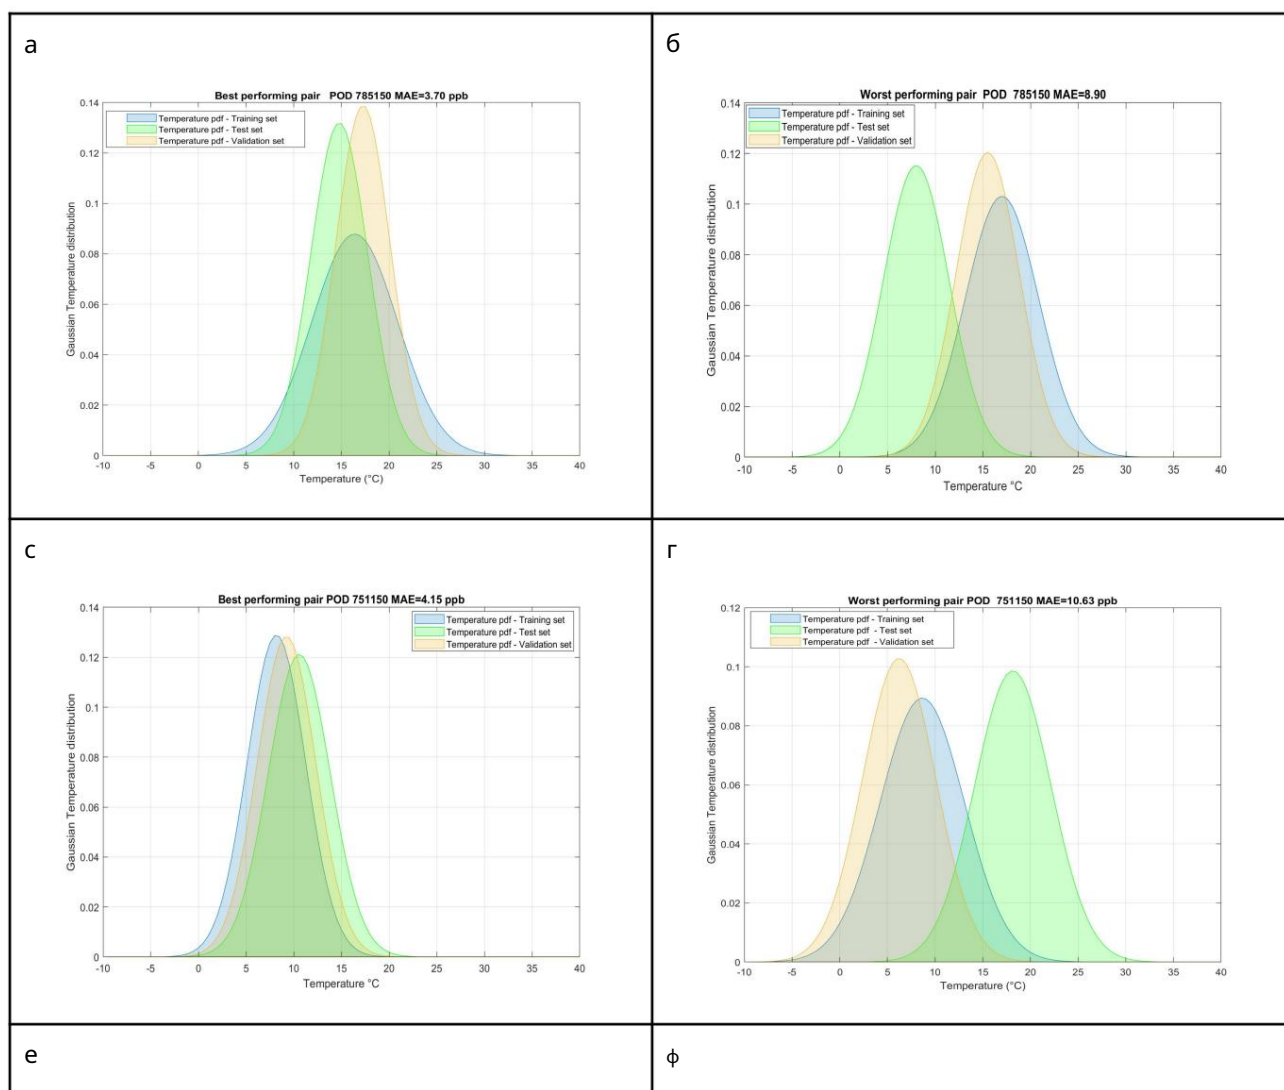 а
Best performing pair POD 785150 MAE=3.70 ppb
Temperature pdf - Training set
Temperature pdf - Test set
Temperature pdf - Validation set
Gaussian Temperature distribution
0.14
0.12
0.1
0.08
0.06
0.04
0.02
0
-10 -5 0 5 10 15 20 25 30 35 40
Temperature (°C)
б
Worst performing pair POD 785150 MAE=8.90
Temperature pdf - Training set
Temperature pdf - Test set
Temperature pdf - Validation set
Gaussian Temperature distribution
0.14
0.12
0.1
0.08
0.06
0.04
0.02
0
-10 -5 0 5 10 15 20 25 30 35 40
Temperature °C
с
Best performing pair POD 751150 MAE=4.15 ppb
Temperature pdf - Training set
Temperature pdf - Test set
Temperature pdf - Validation set
Gaussian Temperature distribution
0.14
0.12
0.1
0.08
0.06
0.04
0.02
0
-10 -5 0 5 10 15 20 25 30 35 40
Temperature °C
г
Worst performing pair POD 751150 MAE=10.63 ppb
Temperature pdf - Training set
Temperature pdf - Test set
Temperature pdf - Validation set
Gaussian Temperature distribution
0.12
0.1
0.08
0.06
0.04
0.02
0
-10 -5 0 5 10 15 20 25 30 35 40
Temperature (°C)
е
ф